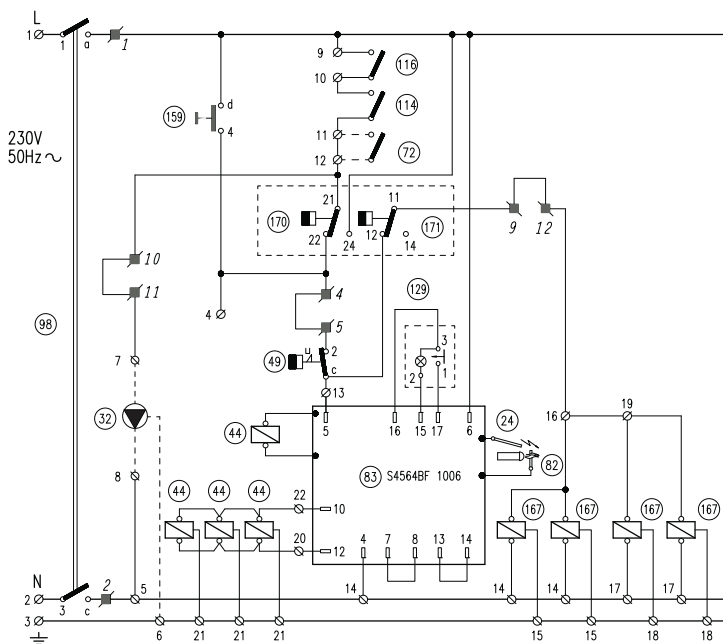 L
1 1 a 1
9
116
10
159 d
4
114
230V
50Hz
11
72
12
21 11
170 171
22 24 12 14
9 12
10
11
4
4
5
98
129
49 u 2
c
3
2 1
7
13
16 19
32
44
5 16 15 17 6
24
82
83 S4564BF 1006
8
44 44 44
22 10
20 12
4 7 8 13 14
167 167 167 167
N
2 3 c 2 5 14 14 14 17 17
3 6 21 21 21 15 15 18 18